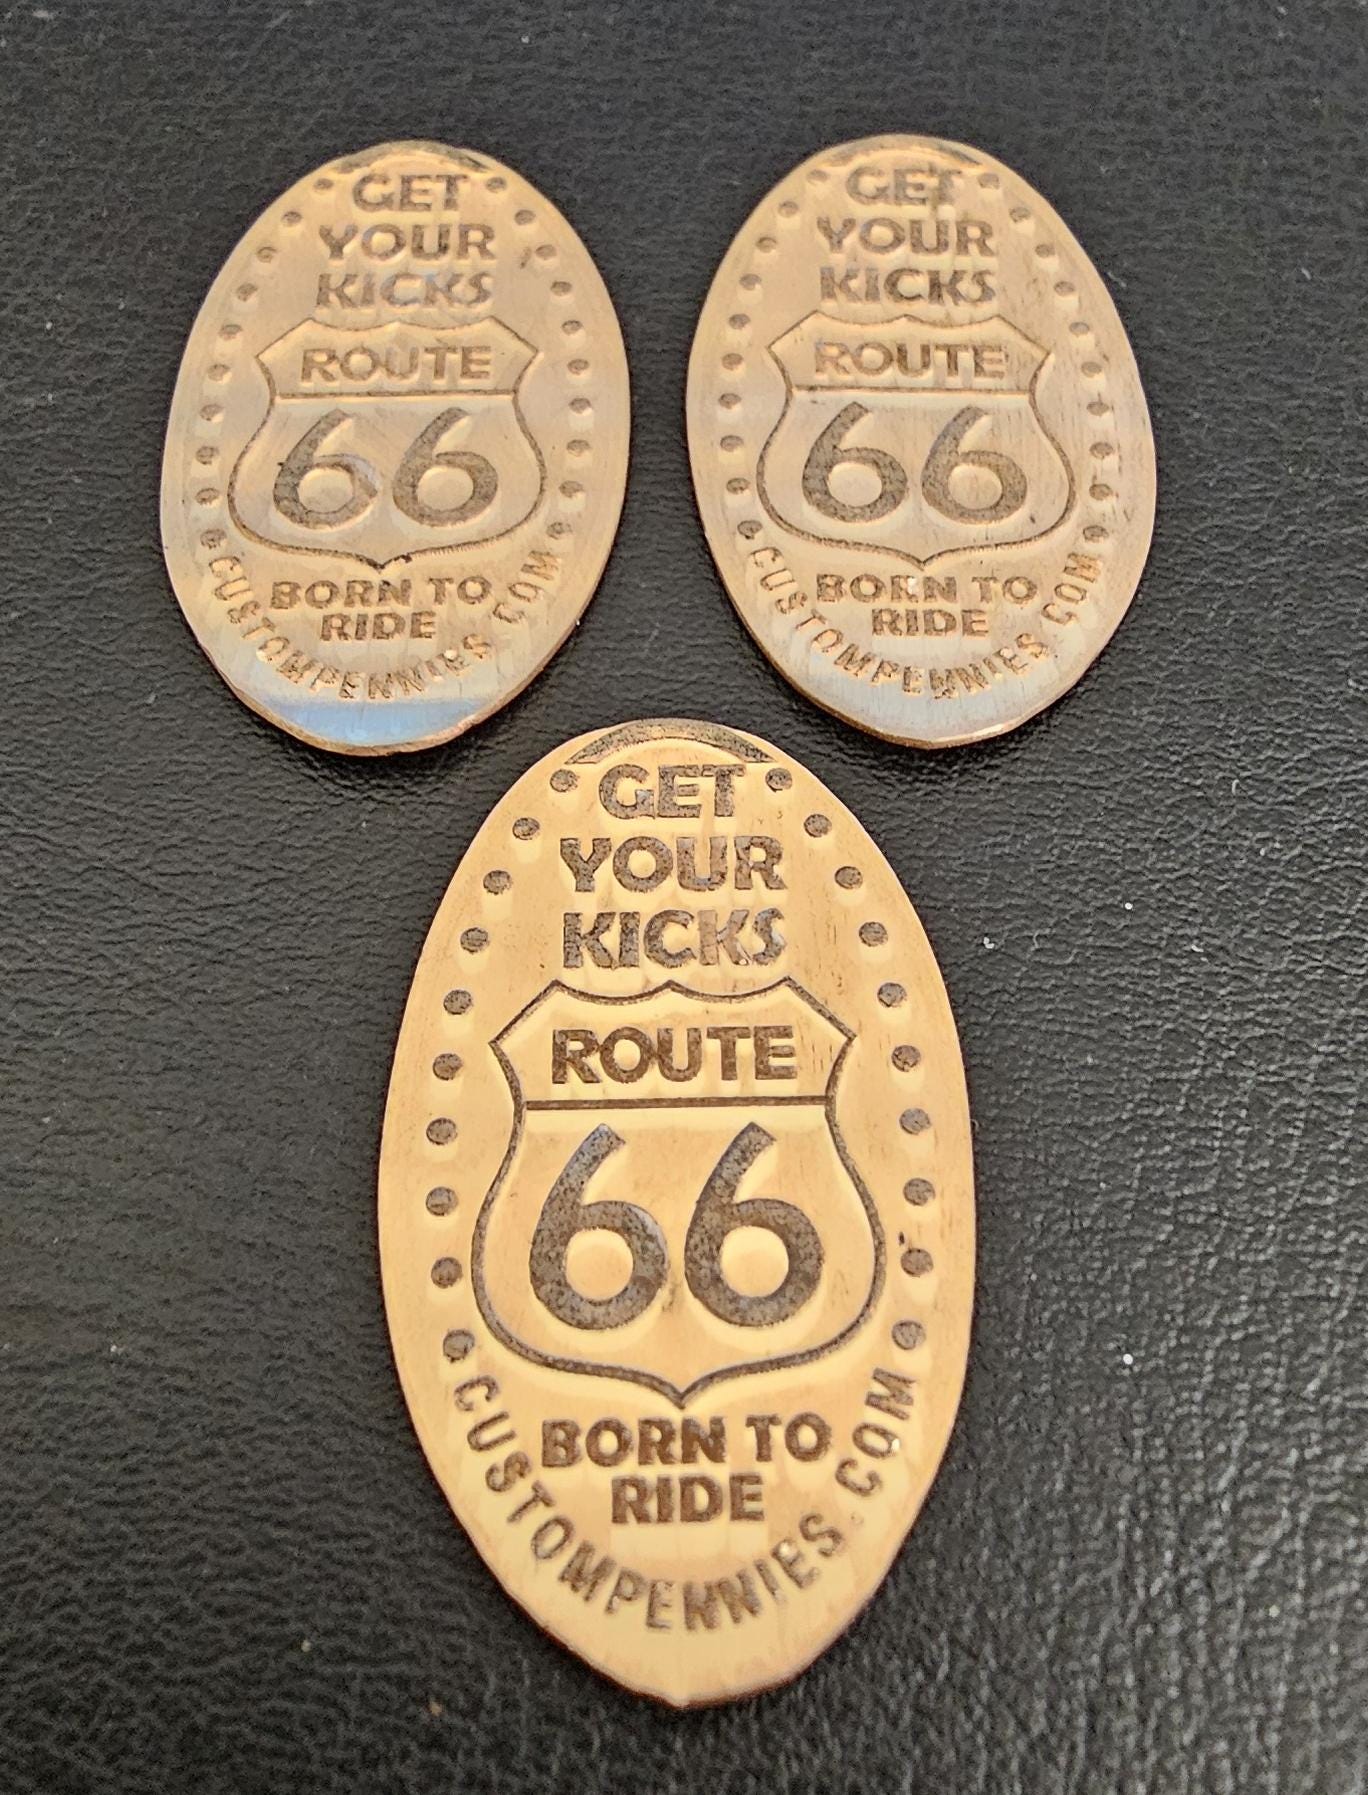 GET
YOUR
KICKS
ROUTE
66
BORN TO
RIDE
CUSTOMPENNIES.COM
GET
YOUR
KICKS
ROUTE
66
BORN TO
RIDE
CUSTOMPENNIES.COM
GET
YOUR
KICKS
ROUTE
66
BORN TO
RIDE
CUSTOMPENNIES.COM